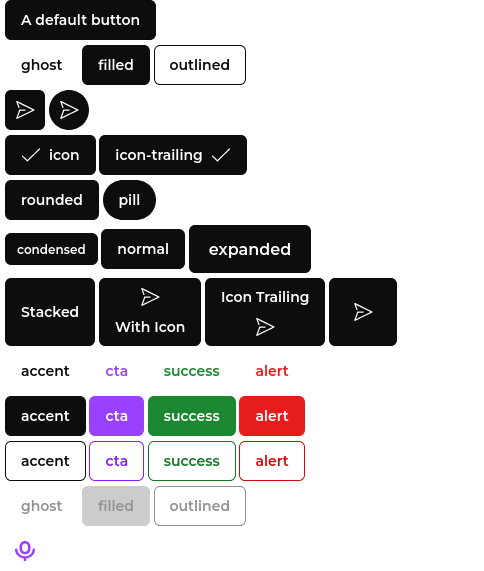 A default button
ghost filled outlined
icon icon-trailing
rounded pill
condensed normal expanded
Icon Trailing
Stacked
With Icon
accent cta success alert
accent cta success alert
accent cta success alert
ghost filled outlined